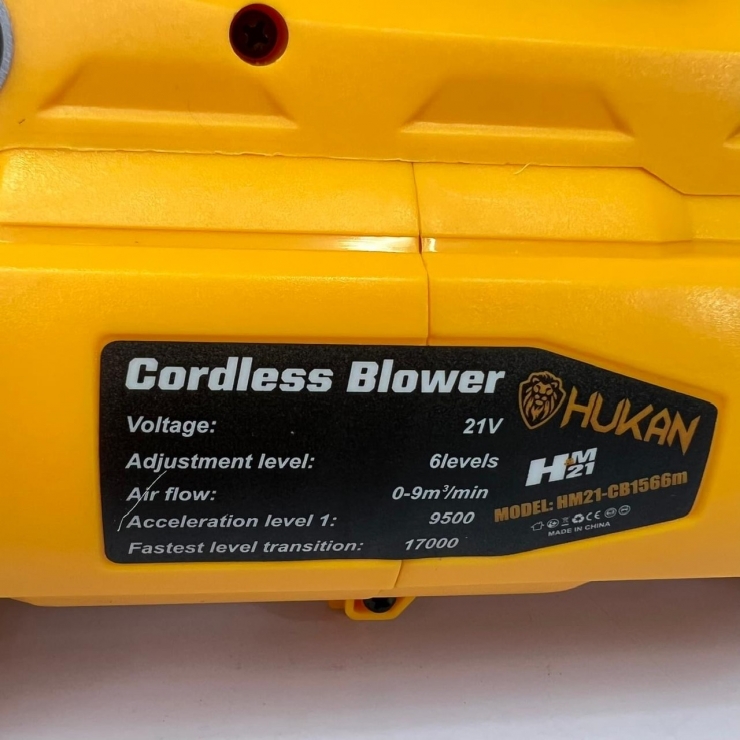 Cordless Blower
Voltage: 21V
Adjustment level: 6levels
Air flow: 0-9m³/min
Acceleration level 1: 9500
Fastest level transition: 17000
HUKAN
HM21
MODEL: HM21-CB1566m
CE
MADE IN CHINA